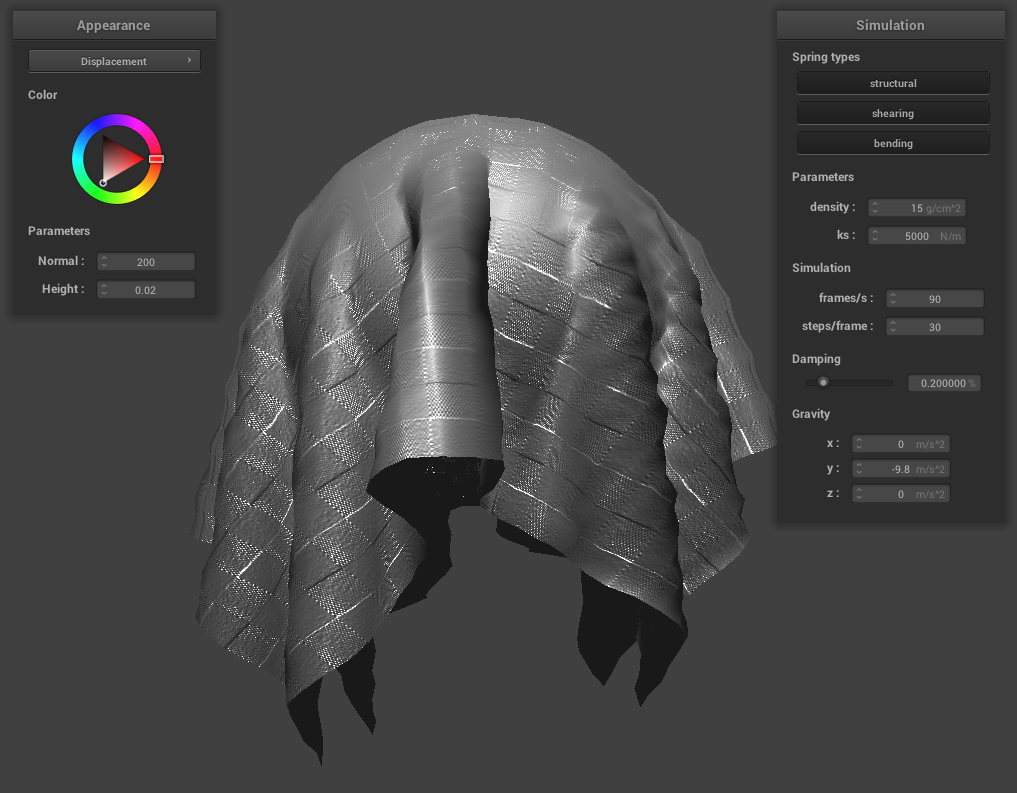 Appearance
Displacement ›
Color
Parameters
Normal : 200
Height : 0.02
Simulation
Spring types
structural
shearing
bending
Parameters
density : 15 g/cm^2
ks : 5000 N/m
Simulation
frames/s : 90
steps/frame : 30
Damping
0.200000 %
Gravity
x : 0 m/s^2
y : -9.8 m/s^2
z : 0 m/s^2